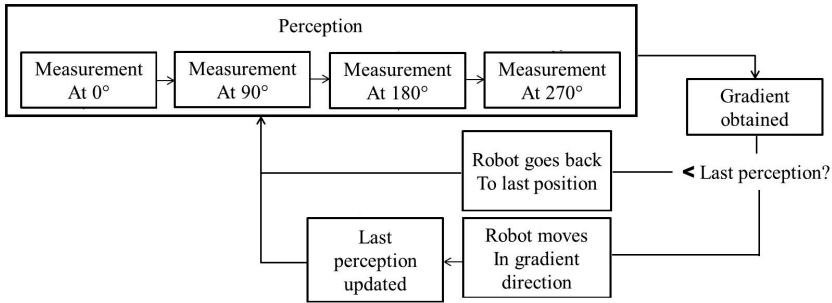 Perception
Measurement
At 0°
Measurement
At 90°
Measurement
At 180°
Measurement
At 270°
Gradient
obtained
< Last perception?
Robot goes back
To last position
Robot moves
In gradient
direction
Last
perception
updated